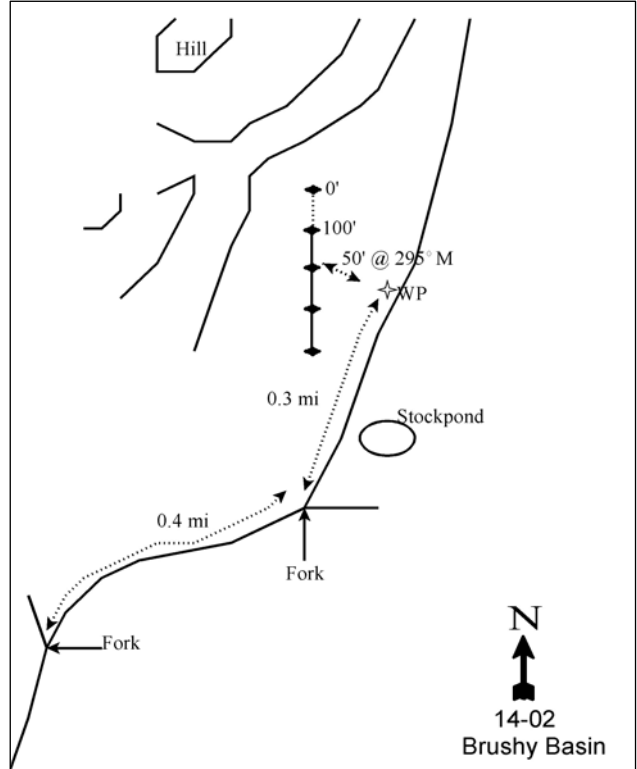 Hill
0'
100'
50' @ 295° M
WP
0.3 mi
Stockpond
0.4 mi
Fork
Fork
N
14-02
Brushy Basin